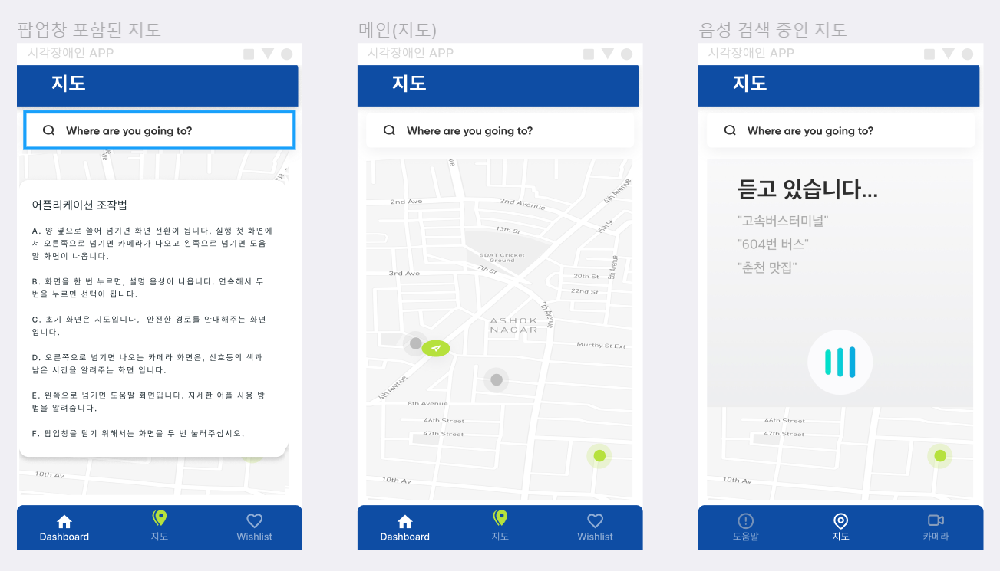 팝업창 포함된 지도
시각장애인 APP
지도
Where are you going to?
어플리케이션 조작법
A. 양 옆으로 쓸어 넘기면 화면 전환이 됩니다. 실행 첫 화면에
서 오른쪽으로 넘기면 카메라가 나오고 왼쪽으로 넘기면 도움
말 화면이 나옵니다.
B. 화면을 한 번 누르면, 설명 음성이 나옵니다. 연속해서 두
번을 누르면 선택이 됩니다.
C. 초기 화면은 지도입니다. 안전한 경로를 안내해주는 화면
입니다.
D. 오른쪽으로 넘기면 나오는 카메라 화면은, 신호등의 색과
남은 시간을 알려주는 화면 입니다.
E. 왼쪽으로 넘기면 도움말 화면입니다. 자세한 어플 사용 방
법을 알려줍니다.
F. 팝업창을 닫기 위해서는 화면을 두 번 눌러주십시오.
10th Av
Dashboard
지도
Wishlist
메인(지도)
시각장애인 APP
지도
Where are you going to?
2nd Ave
2nd Avenue
4th Avenue
13th St
15th St
SDAT Cricket
Ground
7th St
5th Avenue
3rd Ave
20th St
22nd St
7th Avenue
ASHOK
NAGAR
Murthy St Ext
4th Avenue
8th Avenue
46th Street
47th Street
10th Av
Dashboard
지도
Wishlist
음성 검색 중인 지도
시각장애인 APP
지도
Where are you going to?
듣고 있습니다...
"고속버스터미널"
"604번 버스"
"춘천 맛집"
46th Street
47th Street
10th Av
도움말
지도
카메라